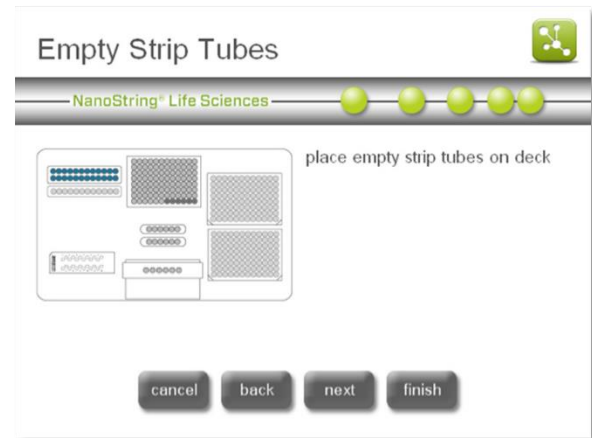 Empty Strip Tubes
NanoString® Life Sciences
place empty strip tubes on deck
cancel
back
next
finish